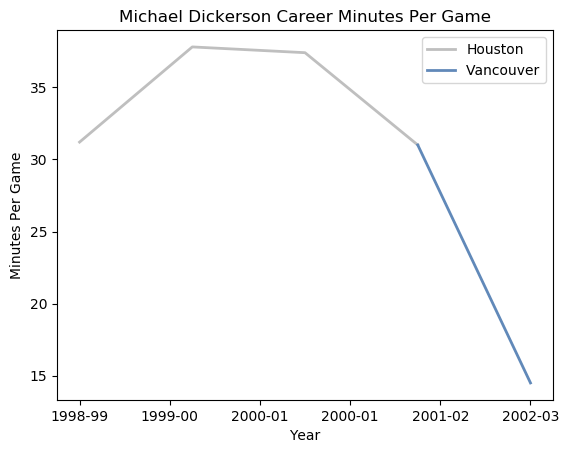 Michael Dickerson Career Minutes Per Game
Houston
Vancouver
35
30
25
20
15
Minutes Per Game
1998-99 1999-00 2000-01 2000-01 2001-02 2002-03
Year